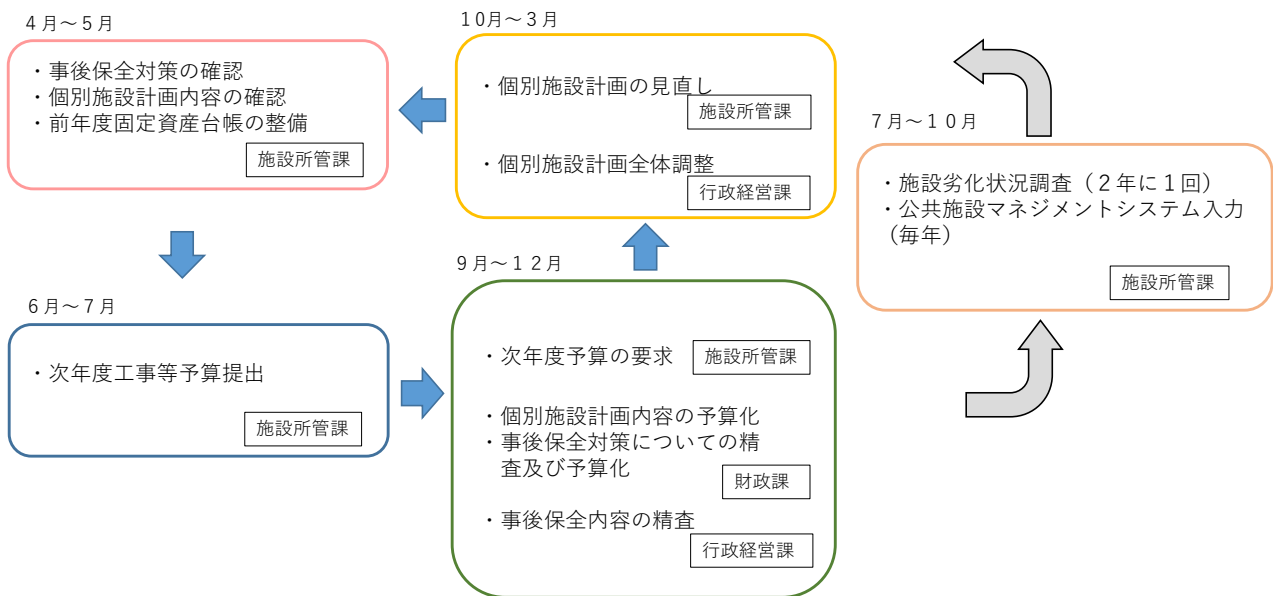 ４月～５月
・事後保全対策の確認
・個別施設計画内容の確認
・前年度固定資産台帳の整備
施設所管課
10月～３月
・個別施設計画の見直し
施設所管課
・個別施設計画全体調整
行政経営課
７月～１０月
・施設劣化状況調査（２年に１回）
・公共施設マネジメントシステム入力
（毎年）
施設所管課
６月～７月
・次年度工事等予算提出
施設所管課
９月～１２月
・次年度予算の要求
施設所管課
・個別施設計画内容の予算化
・事後保全対策についての精
査及び予算化
財政課
・事後保全内容の精査
行政経営課